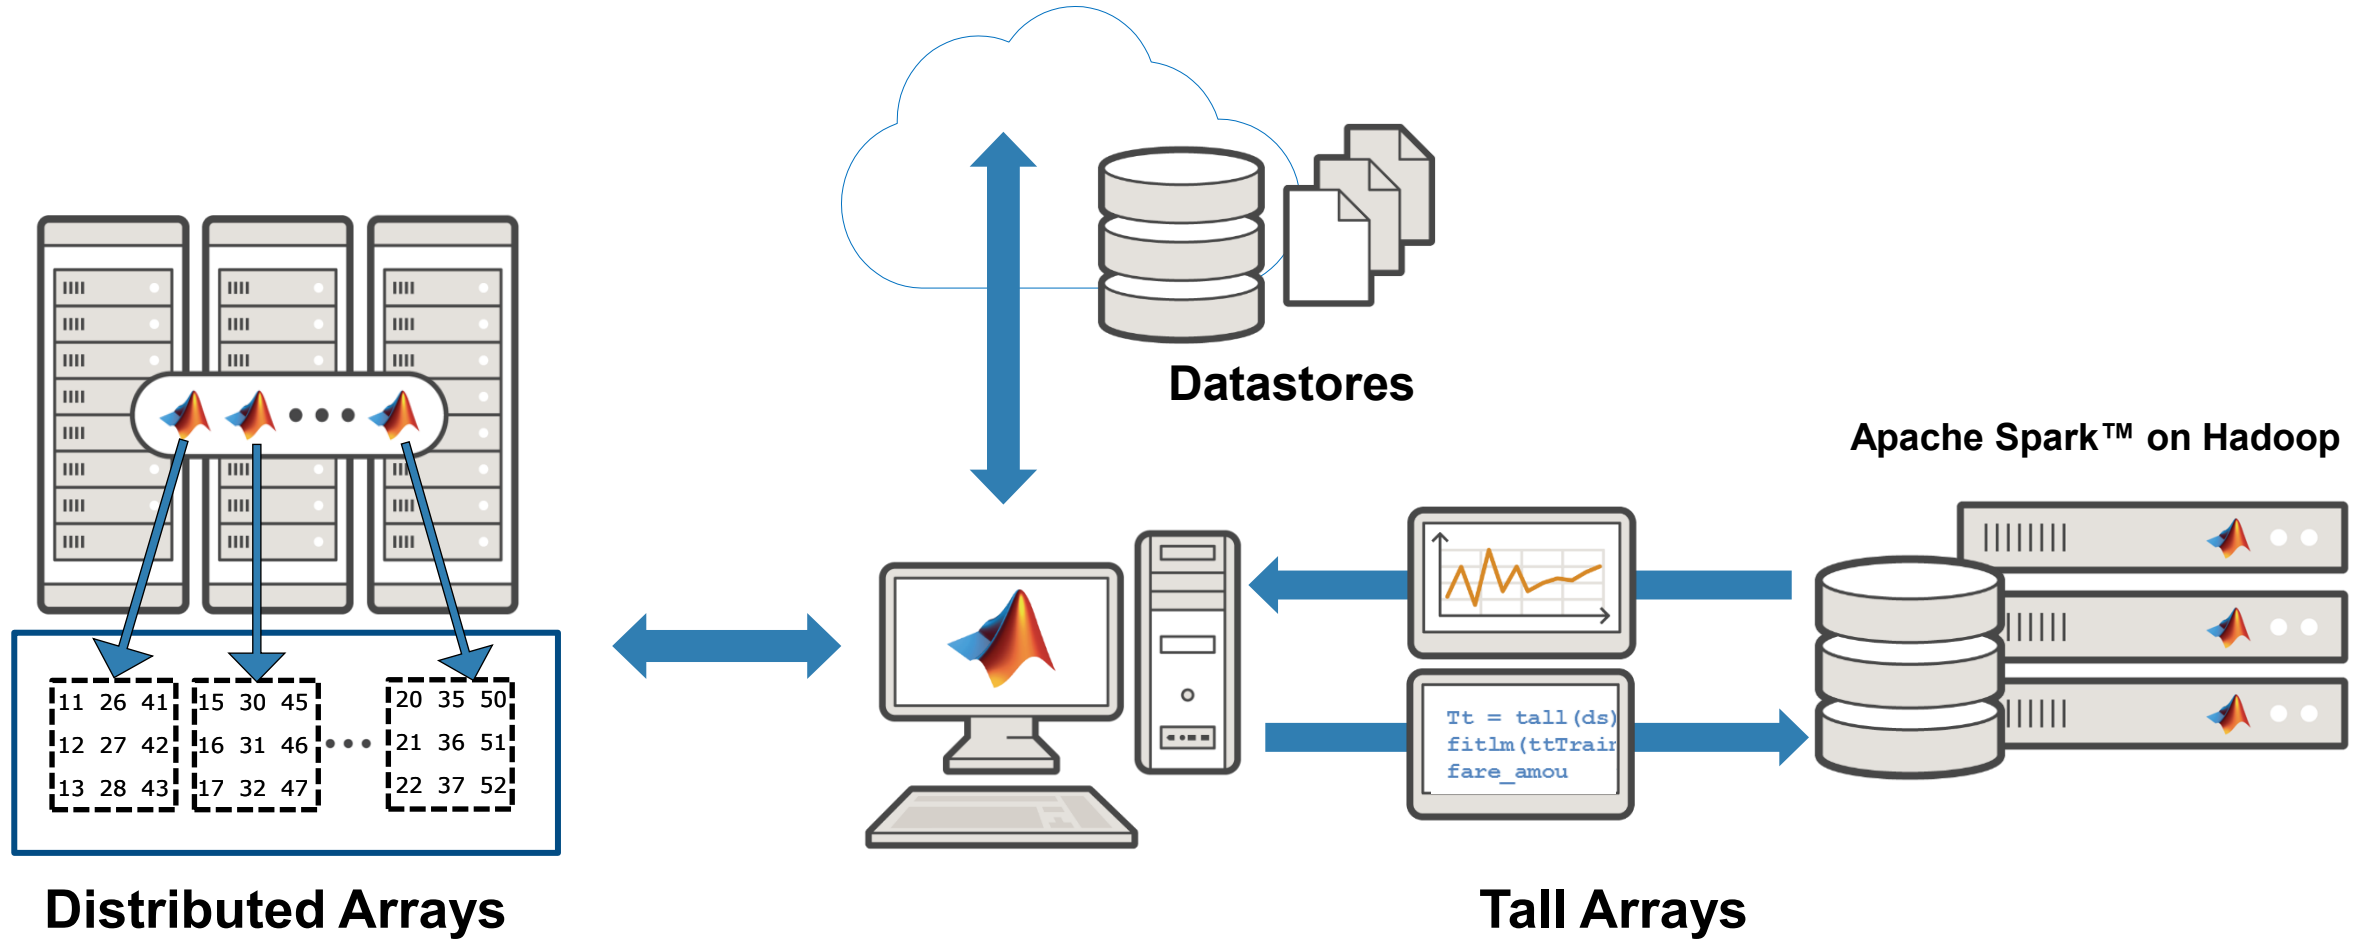 Datastores
Apache Spark™ on Hadoop
11 26 41
12 27 42
13 28 43
15 30 45
16 31 46
17 32 47
20 35 50
21 36 51
22 37 52
Tt = tall(ds)
fitlm(ttTrain
fare_amou
Distributed Arrays
Tall Arrays